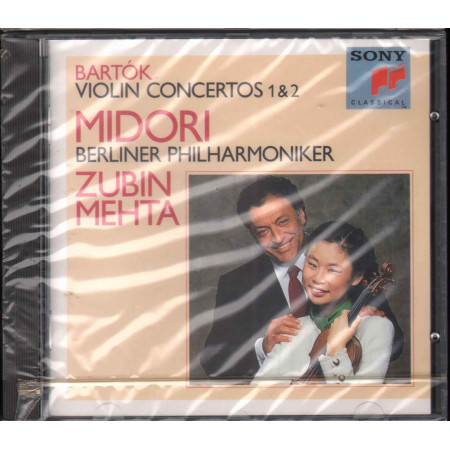 BARTÓK
VIOLIN CONCERTOS 1 & 2
MIDORI
BERLINER PHILHARMONIKER
ZUBIN
MEHTA
SONY
CLASSICAL